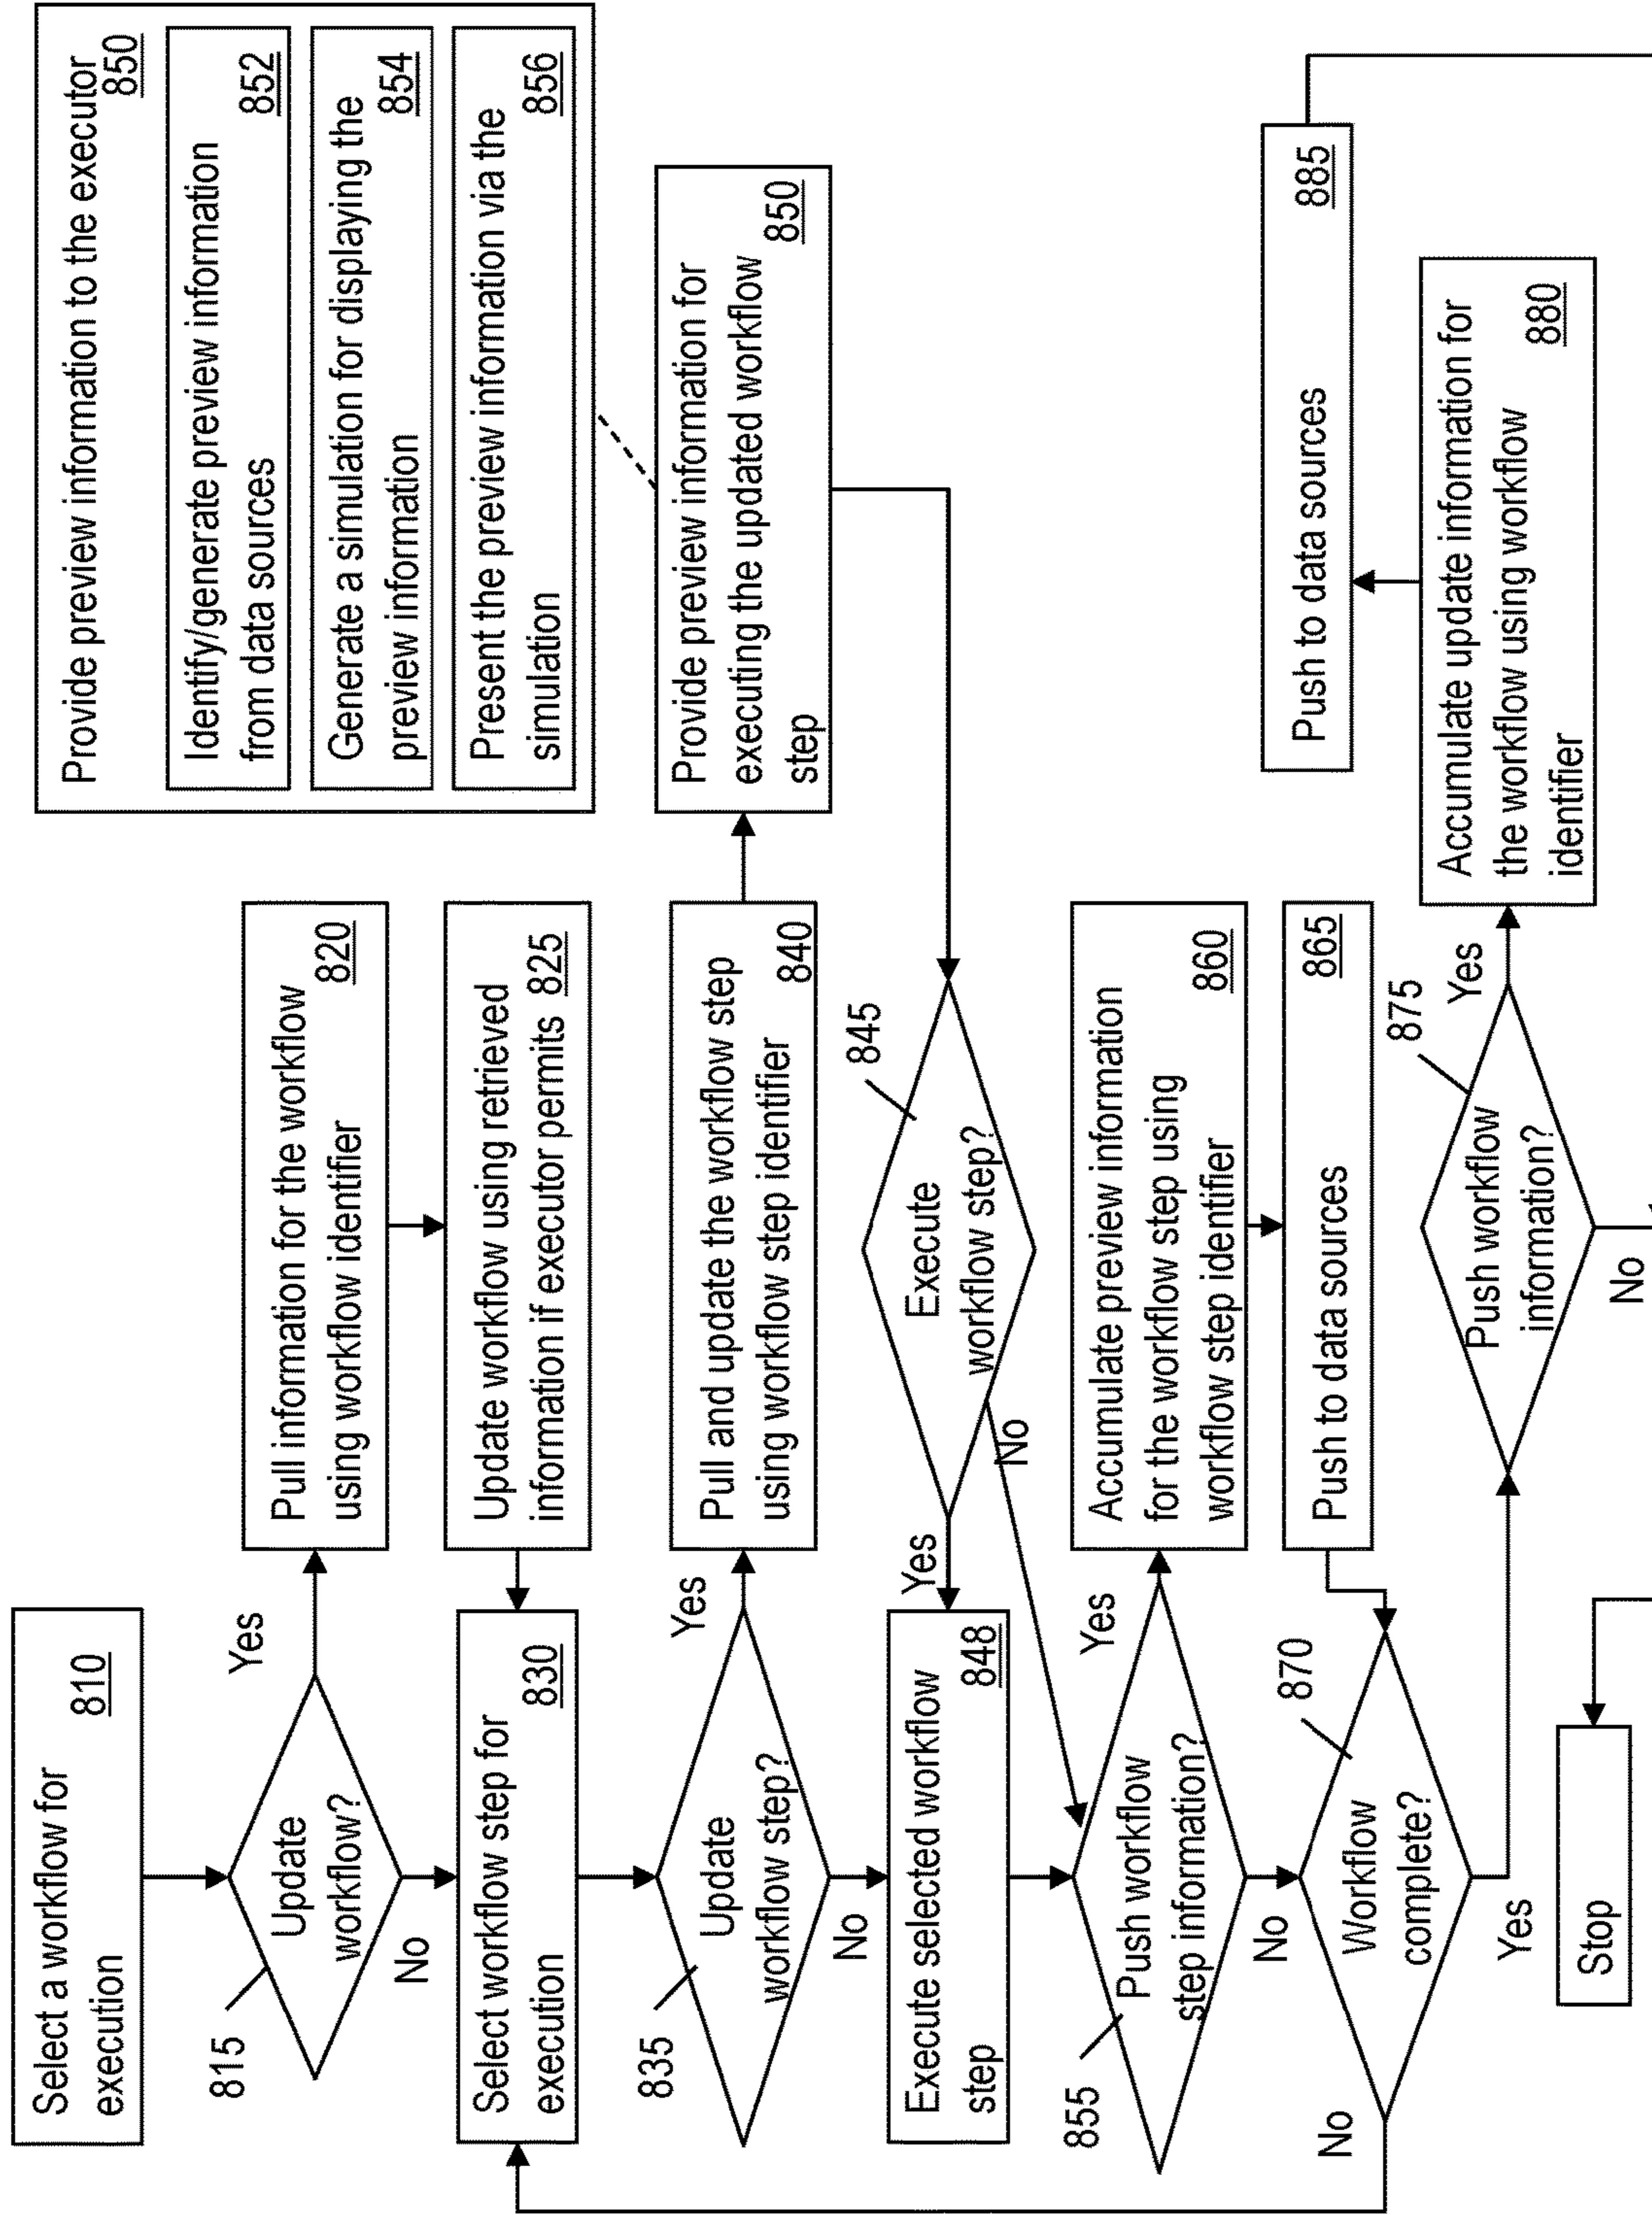 Select a workflow for
execution
810
Update
workflow?
815
Yes
No
Pull information for the workflow
using workflow identifier
820
Update workflow using retrieved
information if executor permits 825
Select workflow step for
execution
830
Update
workflow step?
835
Yes
No
Pull and update the workflow step
using workflow step identifier
840
Provide preview information for
executing the updated workflow
step
850
Provide preview information to the executor
850
Identify/generate preview information
from data sources
852
Generate a simulation for displaying the
preview information
854
Present the preview information via the
simulation
856
Execute
workflow step?
845
Yes
No
Execute selected workflow
step
848
Push workflow
step information?
855
Yes
No
Accumulate preview information
for the workflow step using
workflow step identifier
860
Push to data sources
865
Workflow
complete?
870
No
Yes
Push workflow
information?
875
Yes
No
Accumulate update information for
the workflow using workflow
identifier
880
Push to data sources
885
Stop